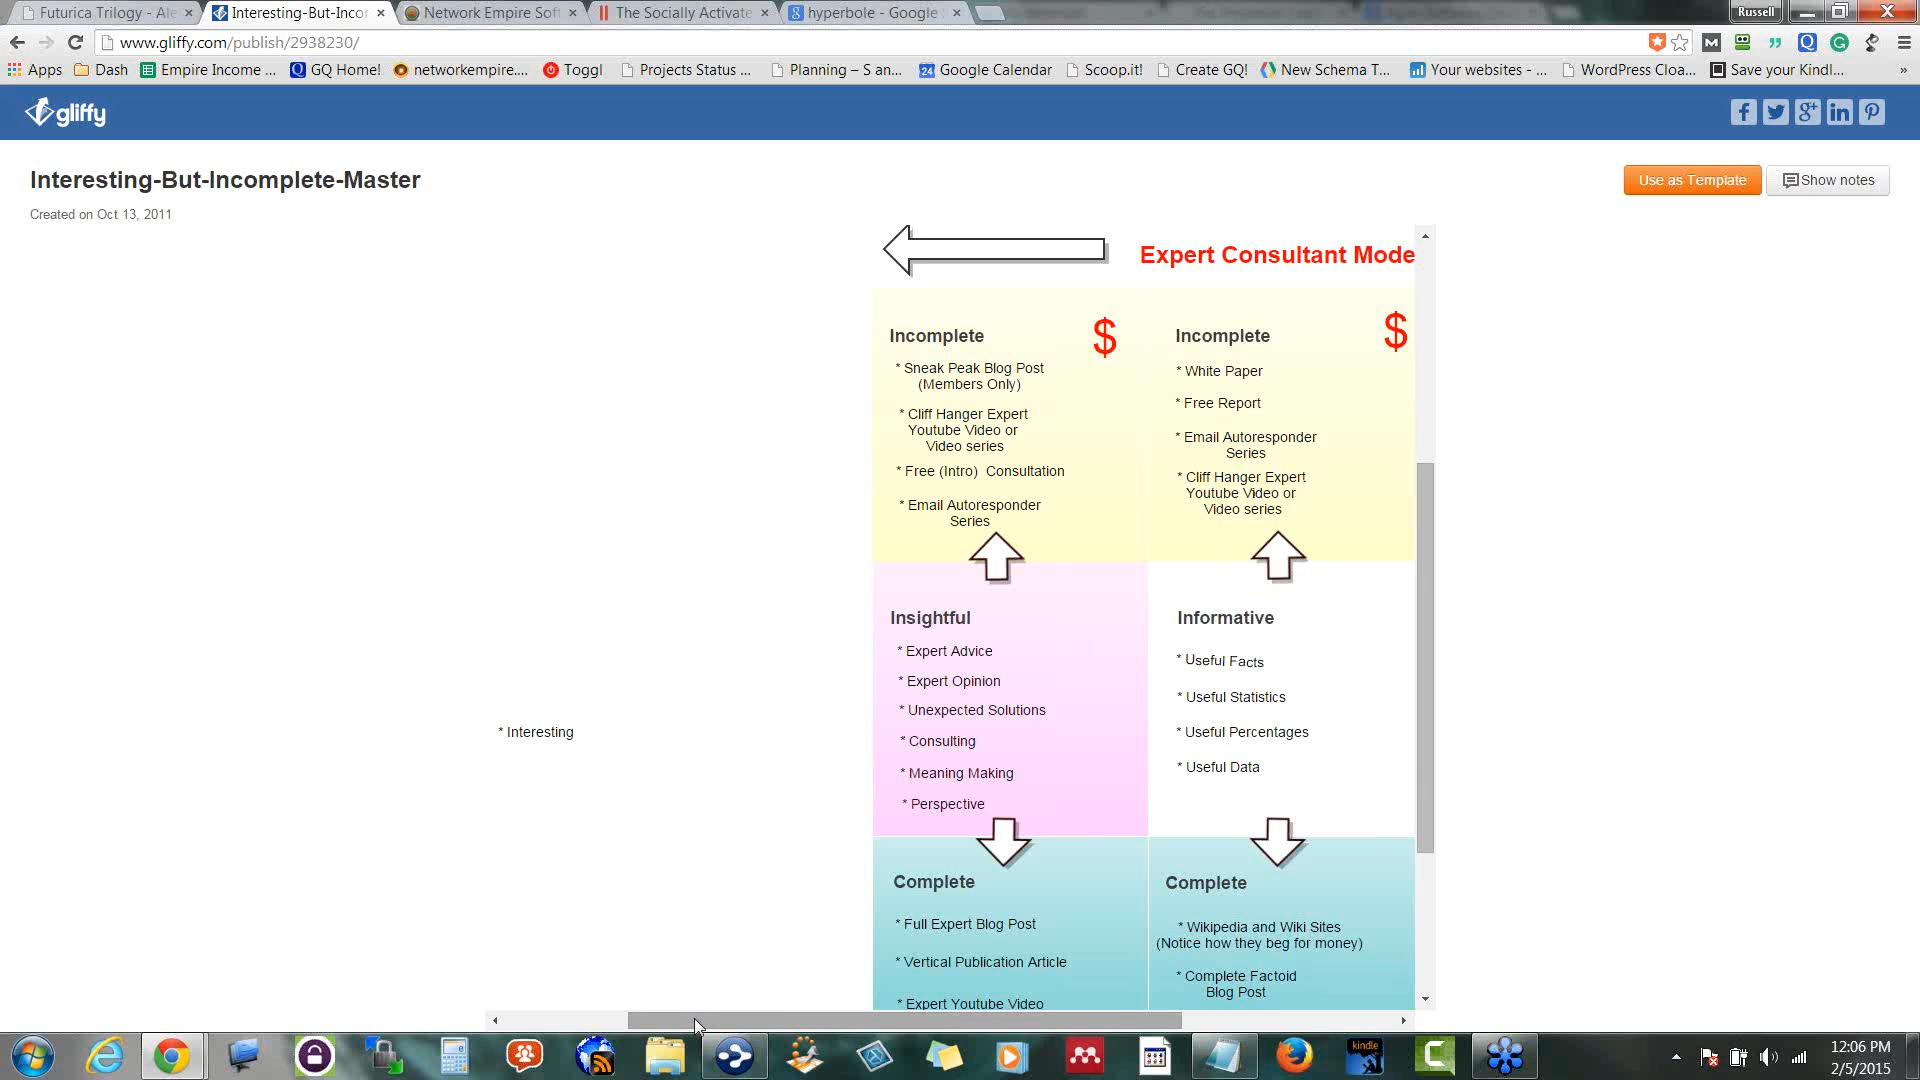 Futurica Trilogy - Ale
Interesting-But-Incor
Network Empire Soft
The Socially Activate
hyperbole - Google
Russell
www.gliffy.com/publish/2938230/
Apps
Dash
Empire Income ...
GQ Home!
networkempire....
Toggl
Projects Status ...
Planning – S an...
Google Calendar
Scoop.it!
Create GQ!
New Schema T...
Your websites - ...
WordPress Cloa...
Save your Kindl...
»
gliffy
Interesting-But-Incomplete-Master
Created on Oct 13, 2011
Use as Template
Show notes
Expert Consultant Mode
Incomplete
$
* Sneak Peak Blog Post
(Members Only)
* Cliff Hanger Expert
Youtube Video or
Video series
* Free (Intro) Consultation
* Email Autoresponder
Series
Incomplete
$
* White Paper
* Free Report
* Email Autoresponder
Series
* Cliff Hanger Expert
Youtube Video or
Video series
* Interesting
Insightful
* Expert Advice
* Expert Opinion
* Unexpected Solutions
* Consulting
* Meaning Making
* Perspective
Informative
* Useful Facts
* Useful Statistics
* Useful Percentages
* Useful Data
Complete
* Full Expert Blog Post
* Vertical Publication Article
* Expert Youtube Video
Complete
* Wikipedia and Wiki Sites
(Notice how they beg for money)
* Complete Factoid
Blog Post
kindle
12:06 PM
2/5/2015